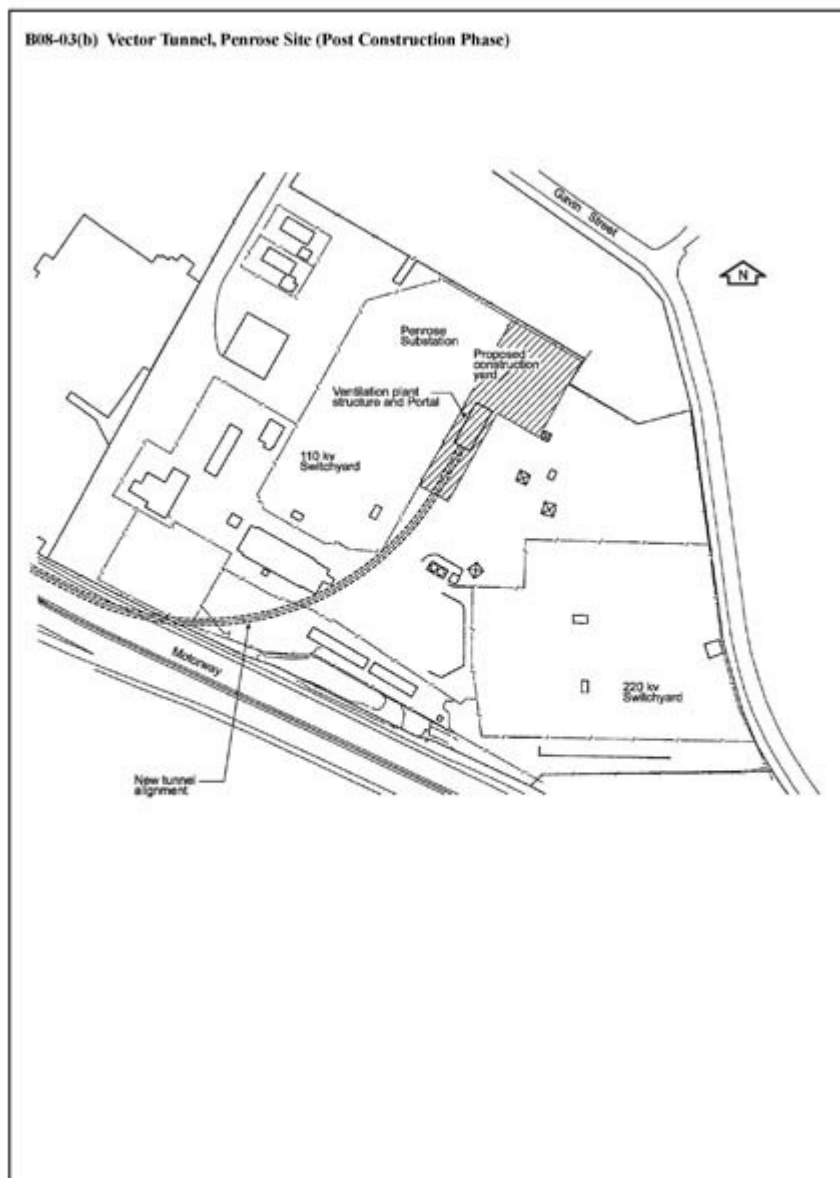 B08-03(b) Vector Tunnel, Penrose Site (Post Construction Phase)
Gavin Street
N
Penrose
Substation
Proposed
construction
yard
Ventilation plant
structure and Portal
110 kv
Switchyard
Motorway
220 kv
Switchyard
New tunnel
alignment